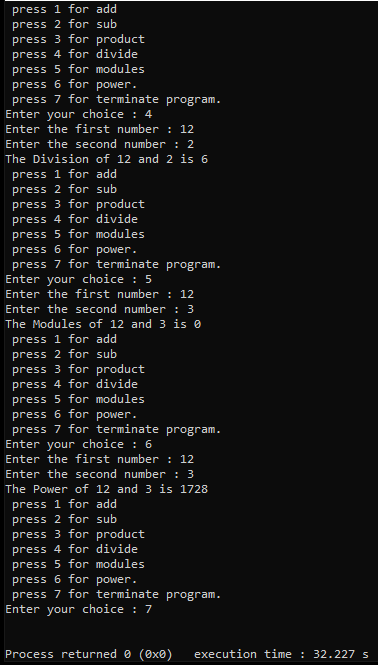 press 1 for add
press 2 for sub
press 3 for product
press 4 for divide
press 5 for modules
press 6 for power.
press 7 for terminate program.
Enter your choice : 4
Enter the first number : 12
Enter the second number : 2
The Division of 12 and 2 is 6
press 1 for add
press 2 for sub
press 3 for product
press 4 for divide
press 5 for modules
press 6 for power.
press 7 for terminate program.
Enter your choice : 5
Enter the first number : 12
Enter the second number : 3
The Modules of 12 and 3 is 0
press 1 for add
press 2 for sub
press 3 for product
press 4 for divide
press 5 for modules
press 6 for power.
press 7 for terminate program.
Enter your choice : 6
Enter the first number : 12
Enter the second number : 3
The Power of 12 and 3 is 1728
press 1 for add
press 2 for sub
press 3 for product
press 4 for divide
press 5 for modules
press 6 for power.
press 7 for terminate program.
Enter your choice : 7
Process returned 0 (0x0)   execution time : 32.227 s